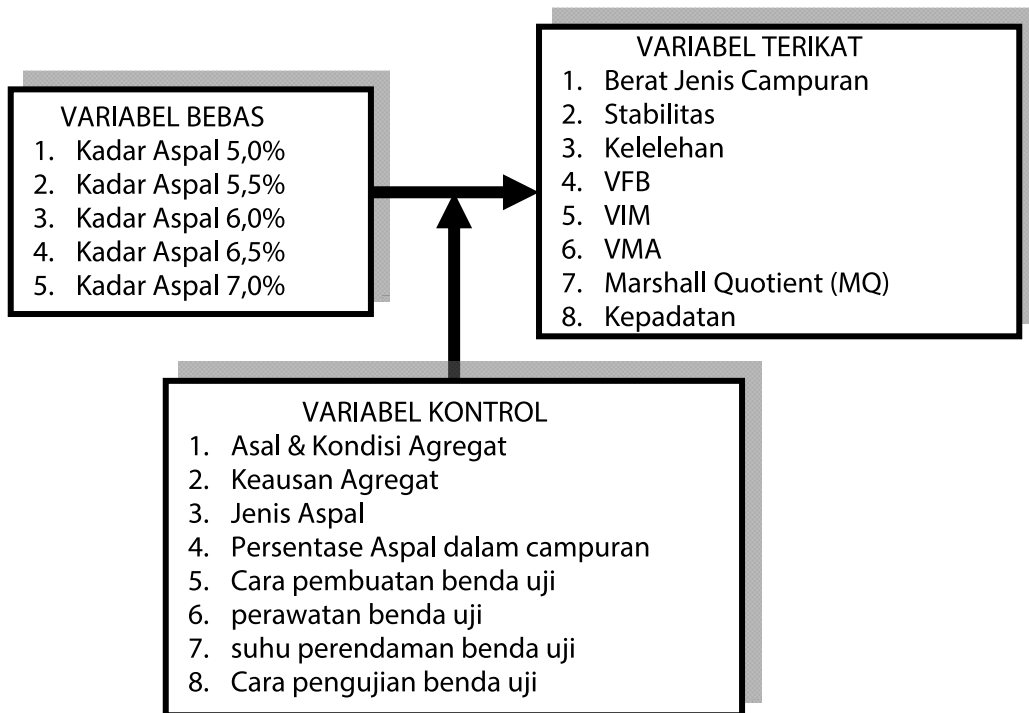 VARIABEL BEBAS
1. Kadar Aspal 5,0%
2. Kadar Aspal 5,5%
3. Kadar Aspal 6,0%
4. Kadar Aspal 6,5%
5. Kadar Aspal 7,0%
VARIABEL TERIKAT
1. Berat Jenis Campuran
2. Stabilitas
3. Kelelehan
4. VFB
5. VIM
6. VMA
7. Marshall Quotient (MQ)
8. Kepadatan
VARIABEL KONTROL
1. Asal & Kondisi Agregat
2. Keausan Agregat
3. Jenis Aspal
4. Persentase Aspal dalam campuran
5. Cara pembuatan benda uji
6. perawatan benda uji
7. suhu perendaman benda uji
8. Cara pengujian benda uji